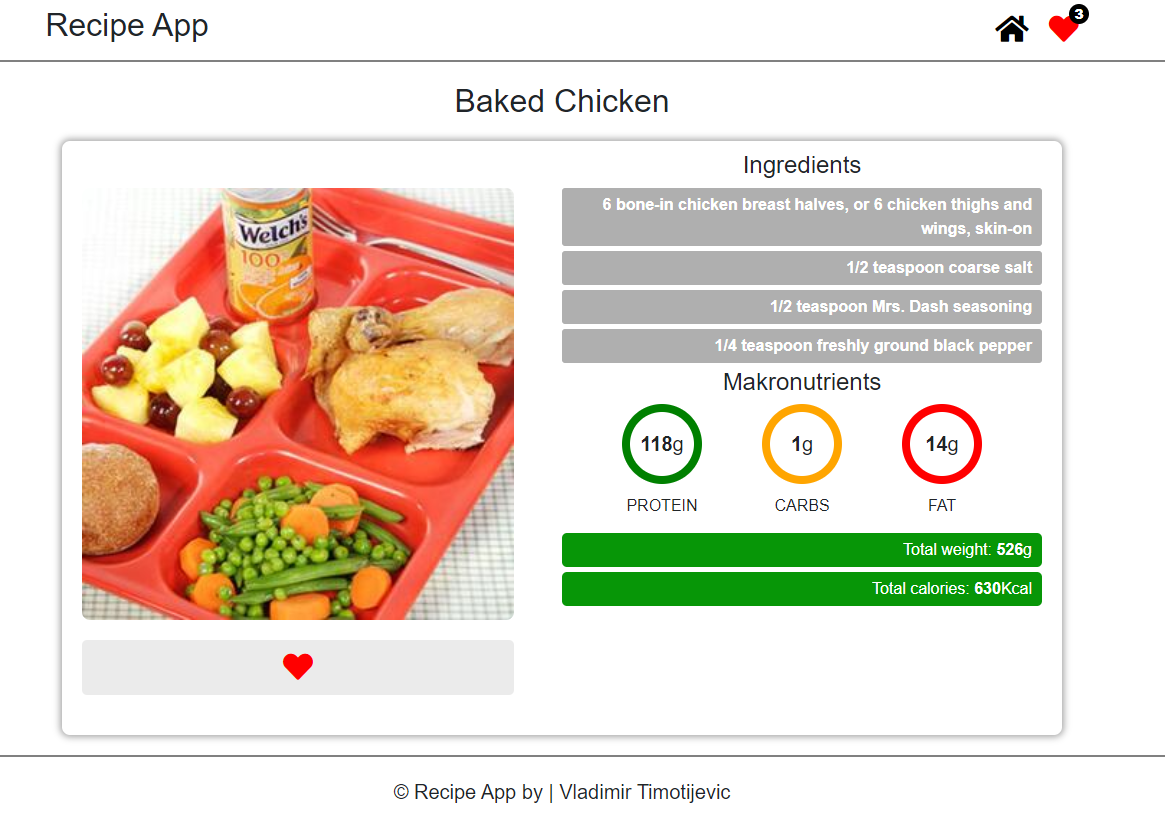 Recipe App
3
Baked Chicken
Welch's
100
Ingredients
6 bone-in chicken breast halves, or 6 chicken thighs and
wings, skin-on
1/2 teaspoon coarse salt
1/2 teaspoon Mrs. Dash seasoning
1/4 teaspoon freshly ground black pepper
Makronutrients
118g
1g
14g
PROTEIN
CARBS
FAT
Total weight: 526g
Total calories: 630Kcal
© Recipe App by | Vladimir Timotijevic